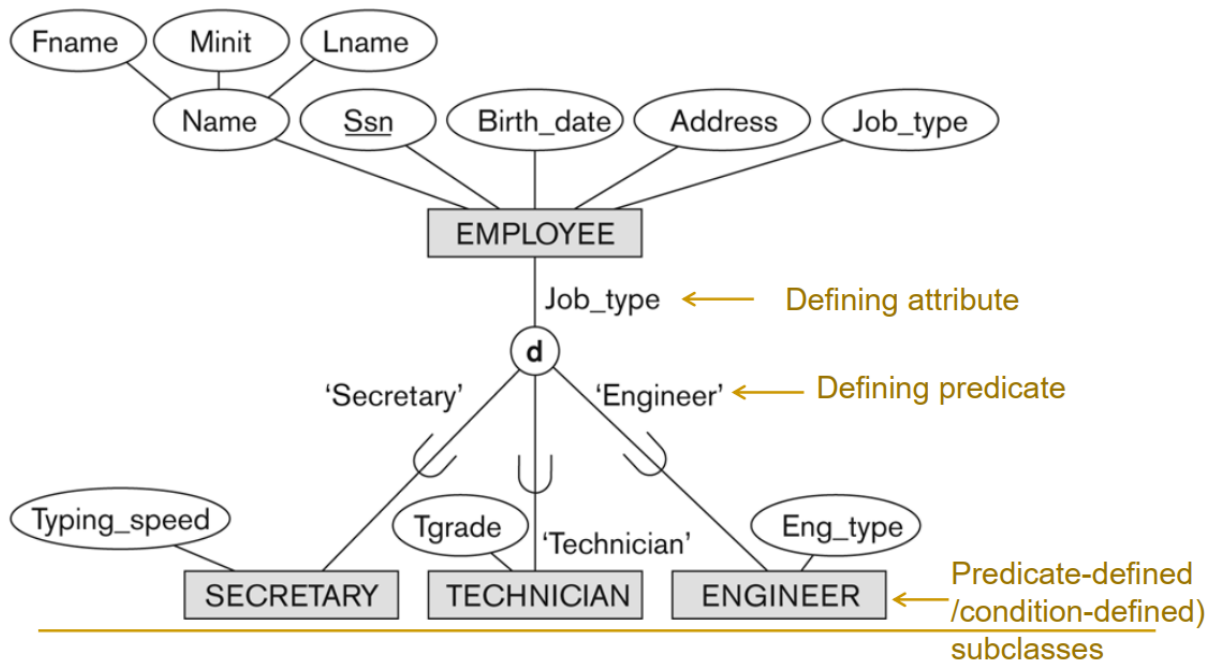 Fname Minit Lname
Name Ssn Birth_date Address Job_type
EMPLOYEE
Job_type Defining attribute
d
‘Secretary’ ‘Engineer’ Defining predicate
Typing_speed Tgrade ‘Technician’ Eng_type
SECRETARY TECHNICIAN ENGINEER
Predicate-defined
/condition-defined)
subclasses